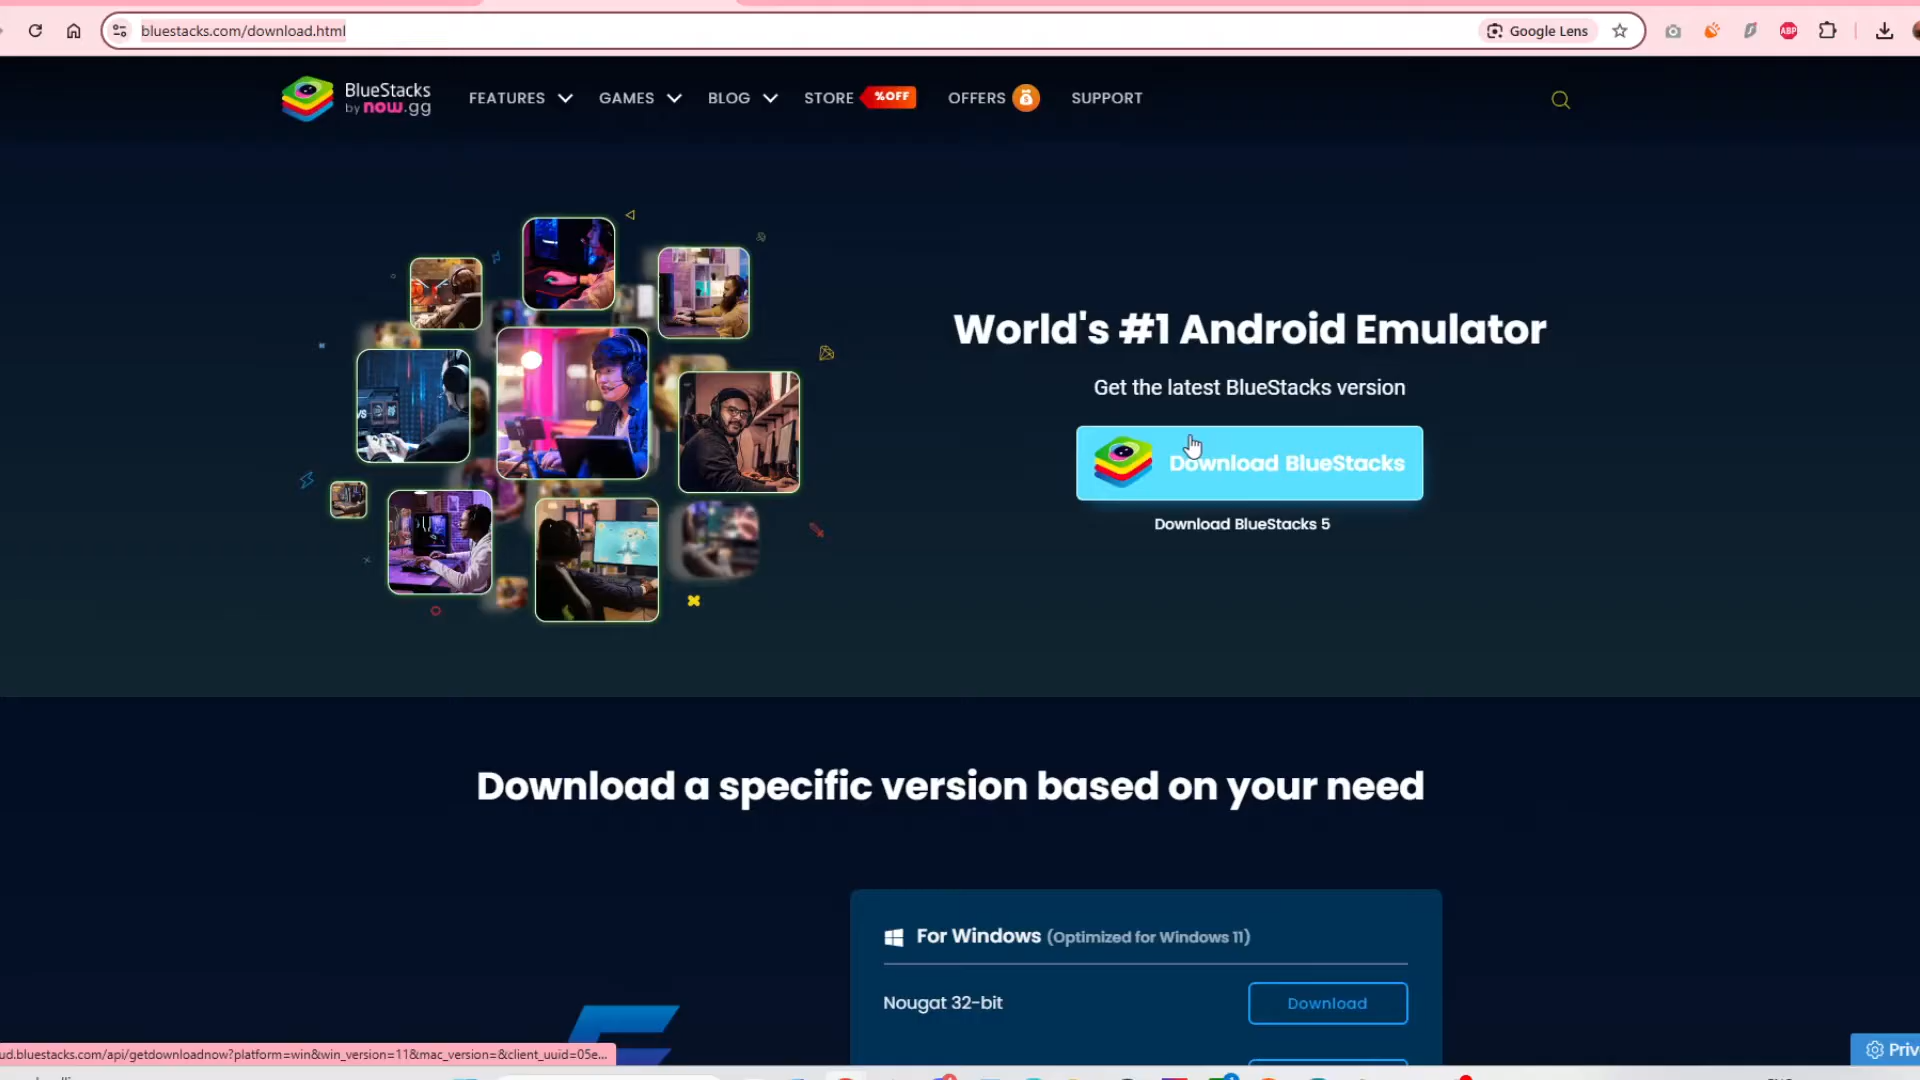 bluestacks.com/download.html
Google Lens
ABP
BlueStacks
by now.gg
FEATURES
GAMES
BLOG
STORE
%OFF
OFFERS
SUPPORT
World's #1 Android Emulator
Get the latest BlueStacks version
Download BlueStacks
Download BlueStacks 5
Download a specific version based on your need
For Windows (Optimized for Windows 11)
Nougat 32-bit
Download
ud.bluestacks.com/api/getdownloadnow?platform=win&win_version=11&mac_version=&client_uuid=05e...
Priv